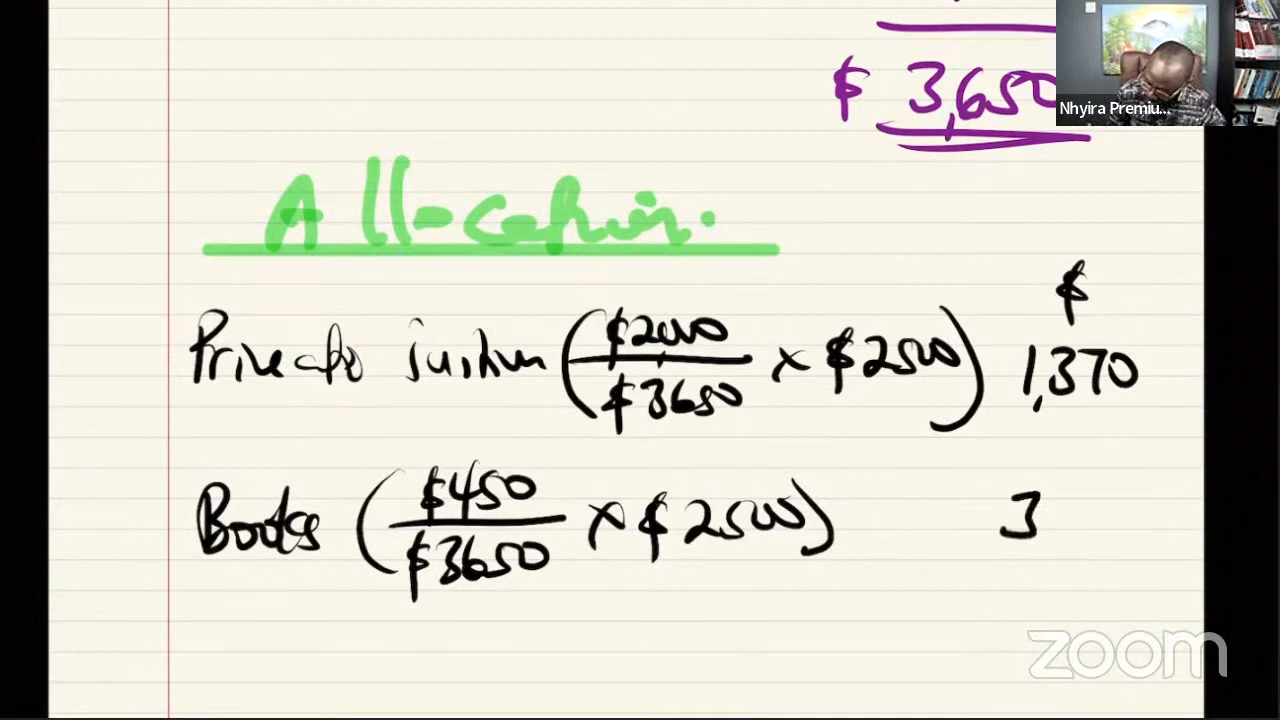 $ 3,650
Nhyira Premiu...
Allocation.
$
Private tuition ($2000 / $3650 x $2500) 1,370
Books ($450 / $3650 x $2500) 3
zoom